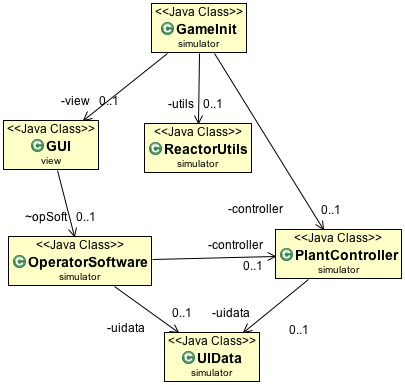 <<Java Class>>
GameInit
simulator
-view 0..1
-utils 0..1
<<Java Class>>
GUI
view
<<Java Class>>
ReactorUtils
simulator
-controller 0..1
~opSoft 0..1
<<Java Class>>
OperatorSoftware
simulator
-controller
0..1
<<Java Class>>
PlantController
simulator
0..1
-uidata
-uidata
0..1
<<Java Class>>
UIData
simulator